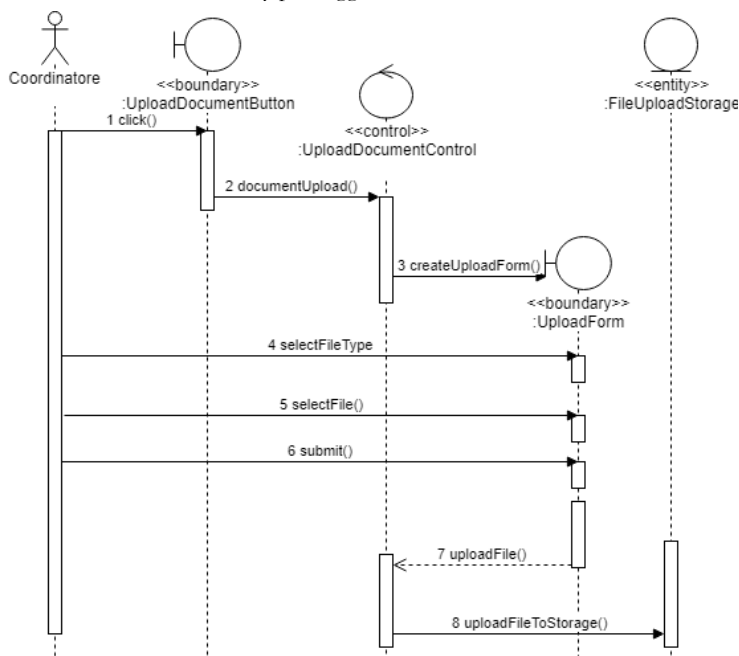 Coordinatore
<<boundary>>
:UploadDocumentButton
<<control>>
:UploadDocumentControl
<<entity>>
:FileUploadStorage
1 click()
2 documentUpload()
3 createUploadForm()
<<boundary>>
:UploadForm
4 selectFileType
5 selectFile()
6 submit()
7 uploadFile()
8 uploadFileToStorage()